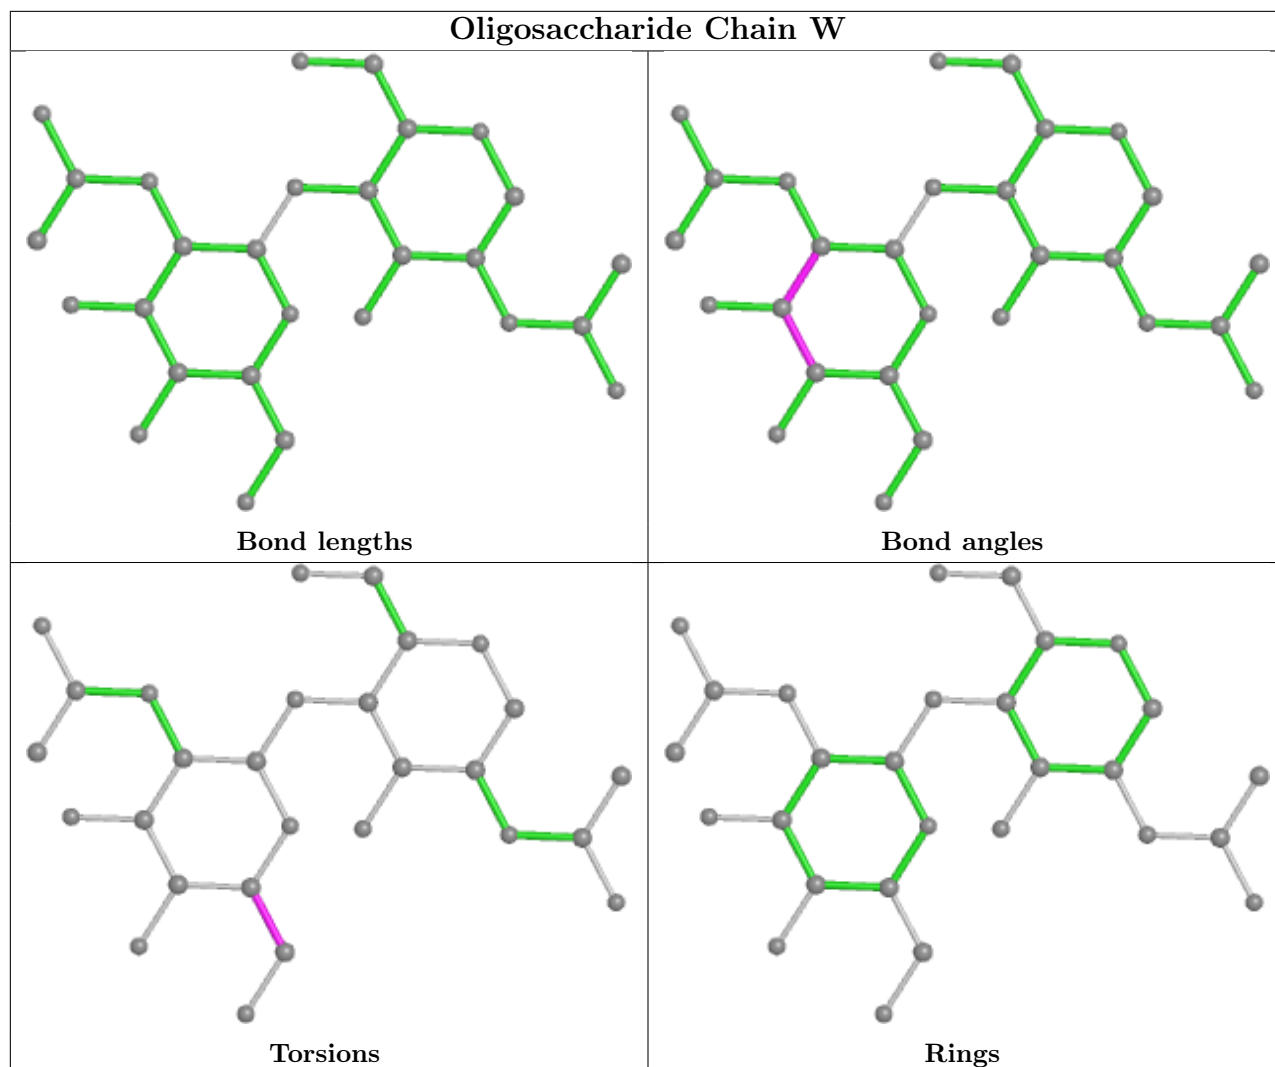 Oligosaccharide Chain W
Bond lengths
Bond angles
Torsions
Rings